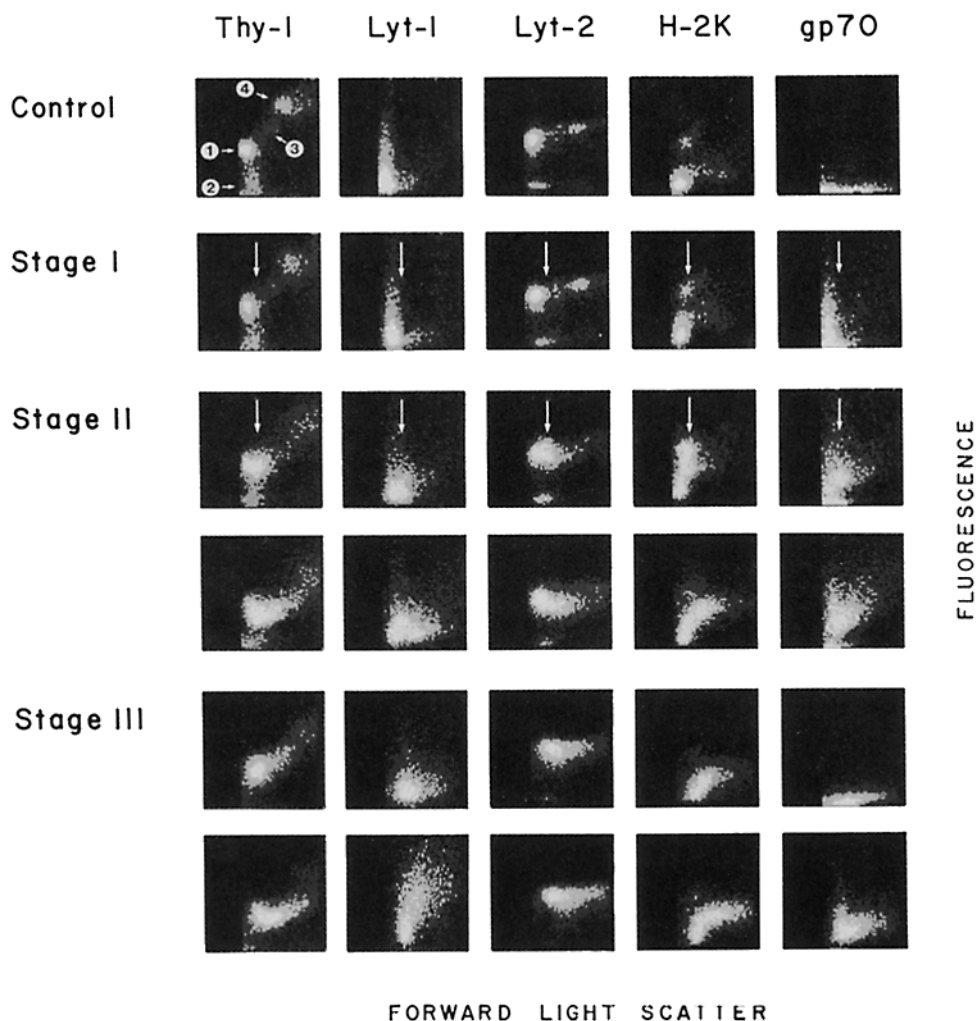 Thy-1 Lyt-1 Lyt-2 H-2K gp70
Control
4
1
3
2
Stage I
Stage II
Stage III
FLUORESCENCE
FORWARD LIGHT SCATTER